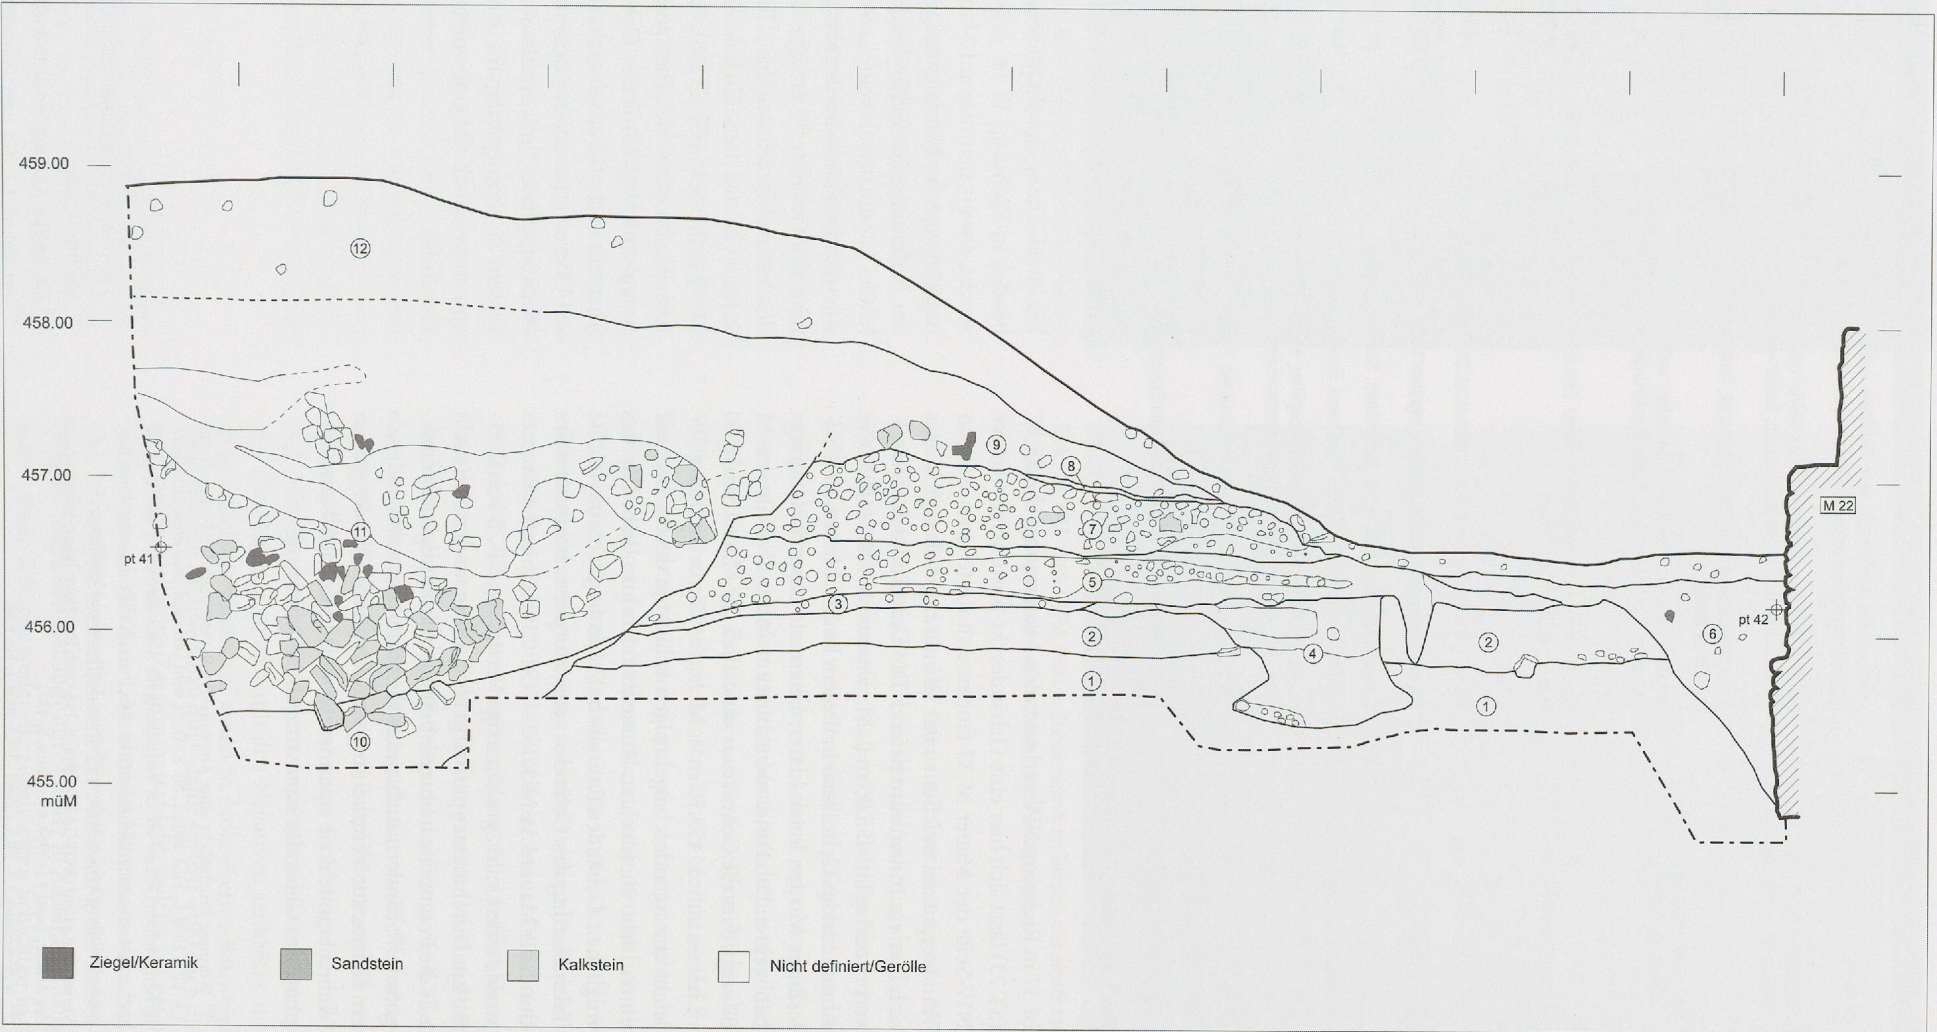 459.00
458.00
457.00
456.00
455.00
müM
12
9
8
11
7
pt 41
5
3
2
4
1
10
M 22
pt 42
6
2
1
Ziegel/Keramik
Sandstein
Kalkstein
Nicht definiert/Gerölle